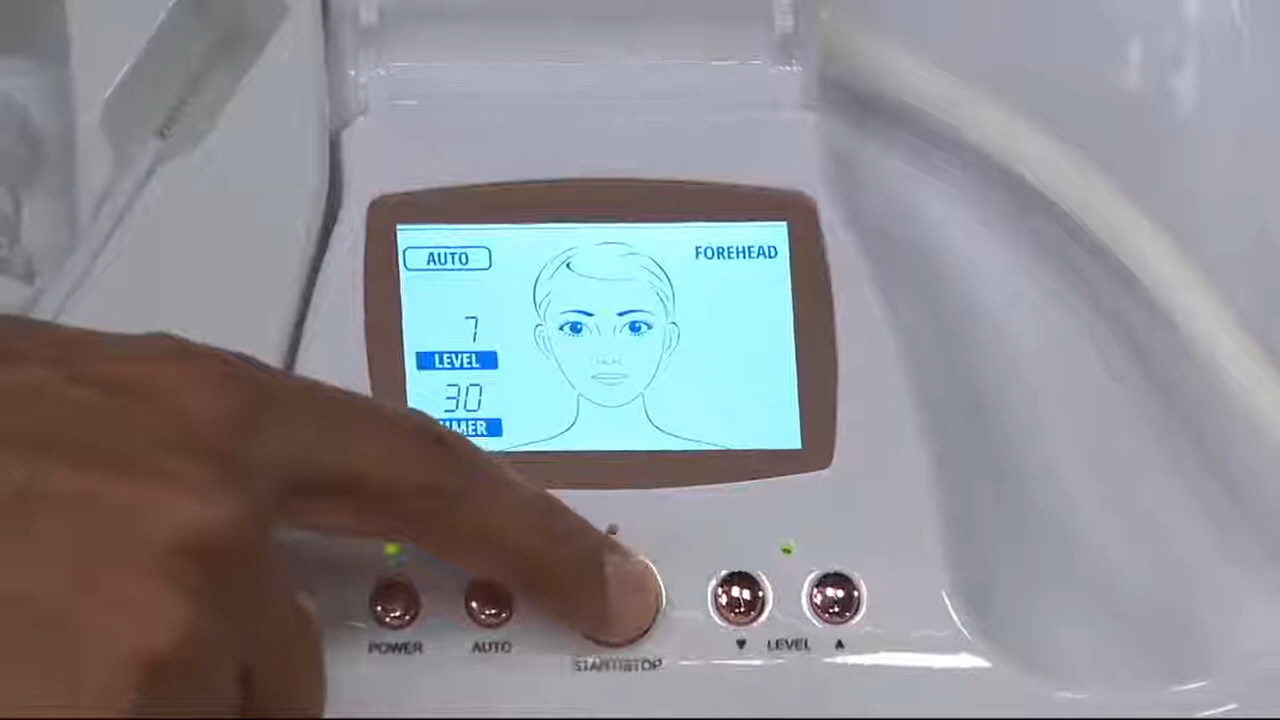 AUTO
FOREHEAD
7
LEVEL
30
POWER
AUTO
START/STOP
▼ LEVEL ▲